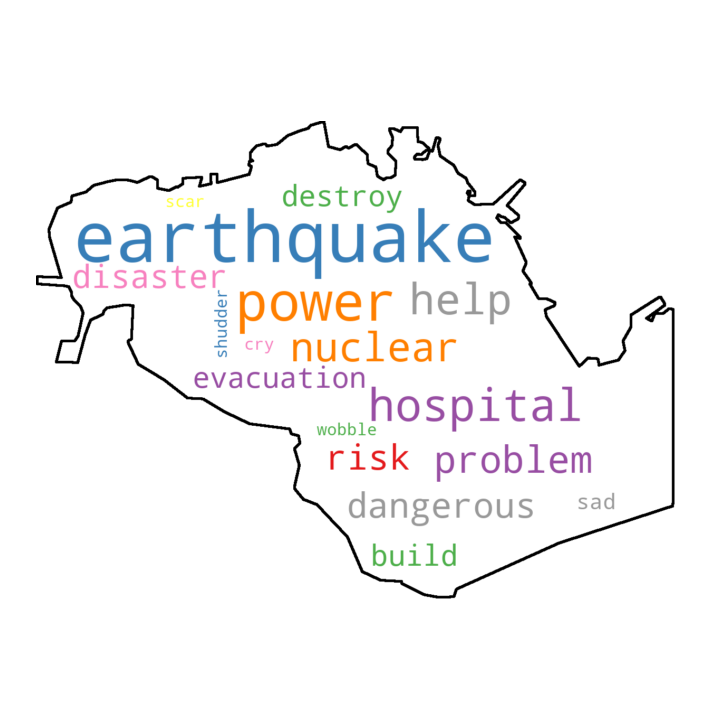 scar
destroy
earthquake
disaster
power
help
shudder
cry
nuclear
evacuation
hospital
wobble
risk
problem
dangerous
sad
build